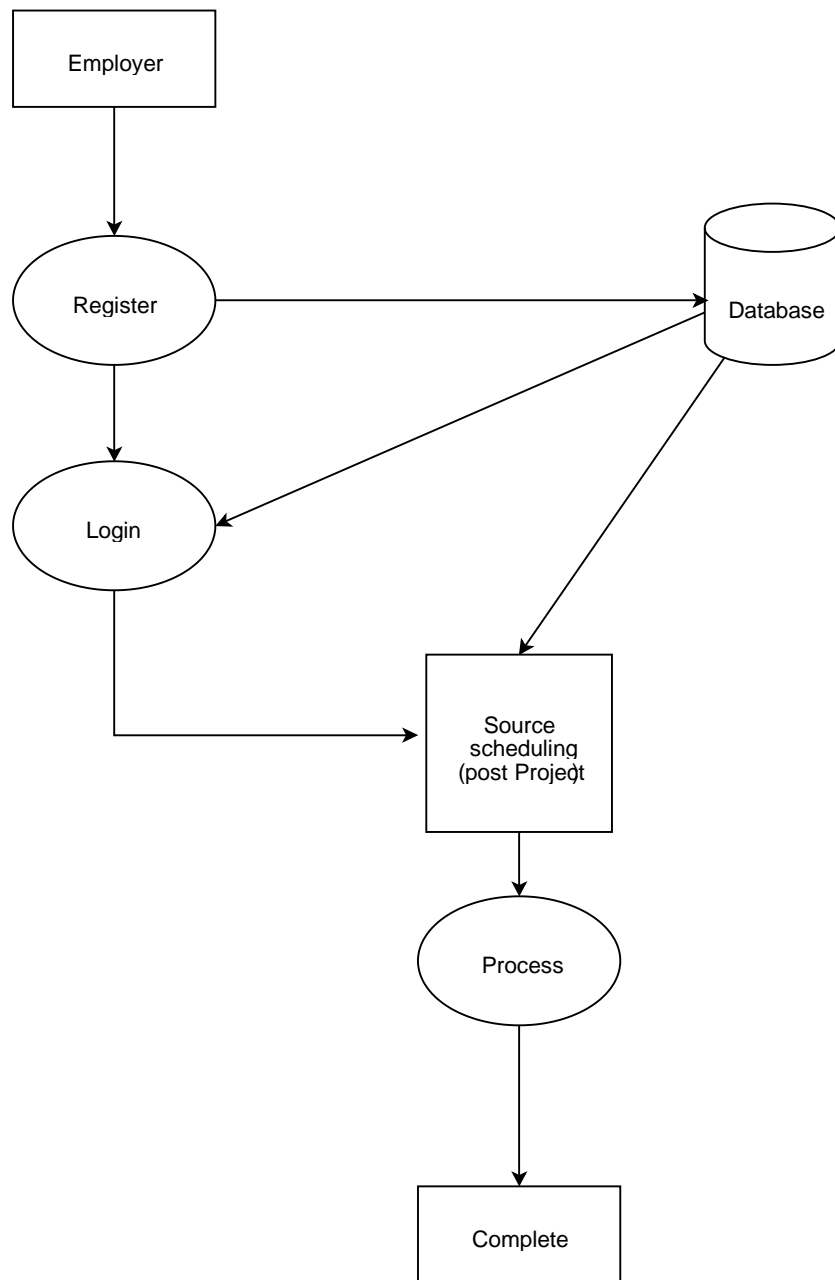 Employer
Register
Database
Login
Source
scheduling
(post Project)
Process
Complete